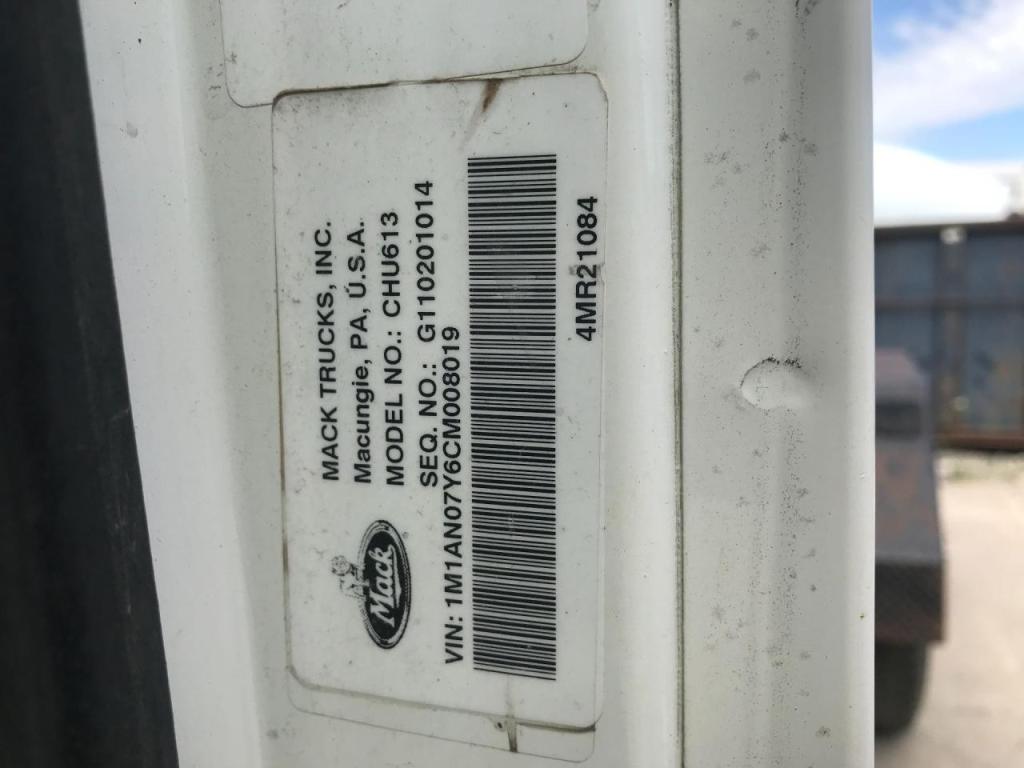 MACK TRUCKS, INC.
Macungie, PA, U.S.A.
MODEL NO.: CHU613
SEQ. NO.: G110201014
Mack
VIN: 1M1AN07Y6CM008019
4MR21084